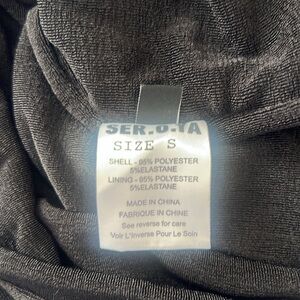 SER.O.YA
SIZE S
SHELL - 95% POLYESTER
5%ELASTANE
LINING - 95% POLYESTER
5%ELASTANE
MADE IN CHINA
FABRIQUE IN CHINE
See reverse for care
Voir L'Inverse Pour Le Soin